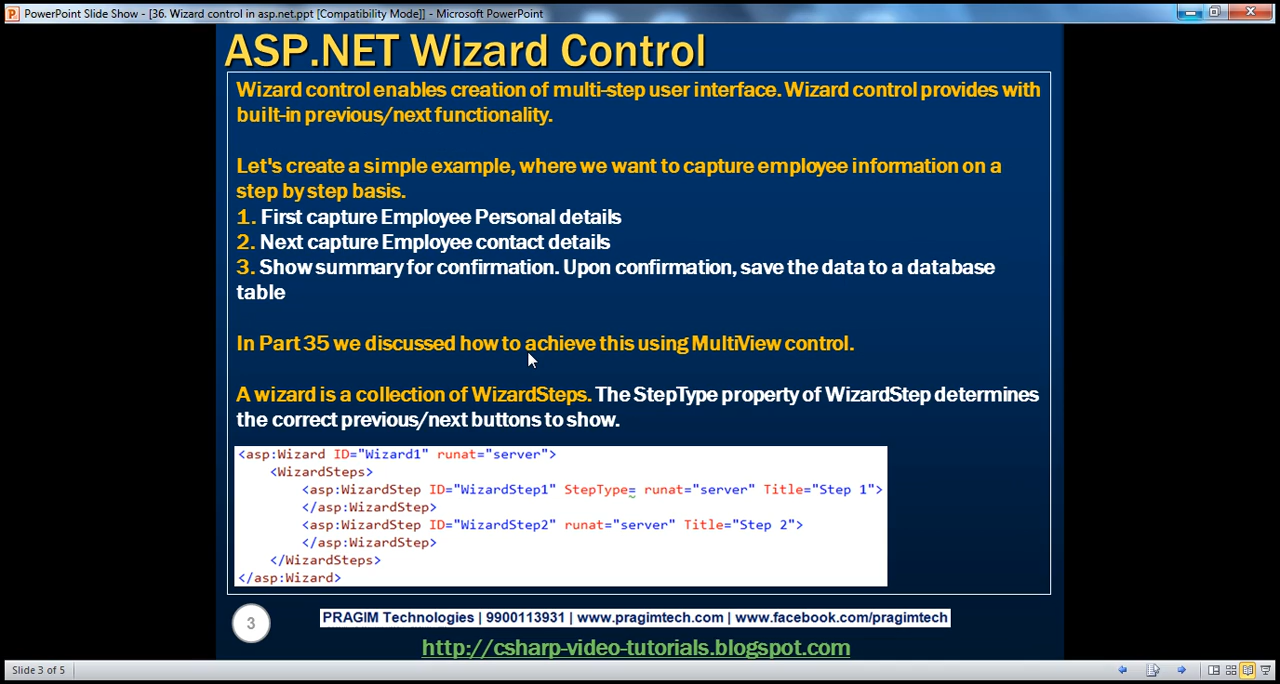 PowerPoint Slide Show - [36. Wizard control in asp.net.ppt [Compatibility Mode]] - Microsoft PowerPoint
ASP.NET Wizard Control
Wizard control enables creation of multi-step user interface. Wizard control provides with
built-in previous/next functionality.
Let's create a simple example, where we want to capture employee information on a
step by step basis.
1. First capture Employee Personal details
2. Next capture Employee contact details
3. Show summary for confirmation. Upon confirmation, save the data to a database
table
In Part 35 we discussed how to achieve this using MultiView control.
A wizard is a collection of WizardSteps. The StepType property of WizardStep determines
the correct previous/next buttons to show.
<asp:Wizard ID="Wizard1" runat="server">
<WizardSteps>
<asp:WizardStep ID="WizardStep1" StepType= runat="server" Title="Step 1">
</asp:WizardStep>
<asp:WizardStep ID="WizardStep2" runat="server" Title="Step 2">
</asp:WizardStep>
</WizardSteps>
</asp:Wizard>
3
PRAGIM Technologies | 9900113931 | www.pragimtech.com | www.facebook.com/pragimtech
http://csharp-video-tutorials.blogspot.com
Slide 3 of 5